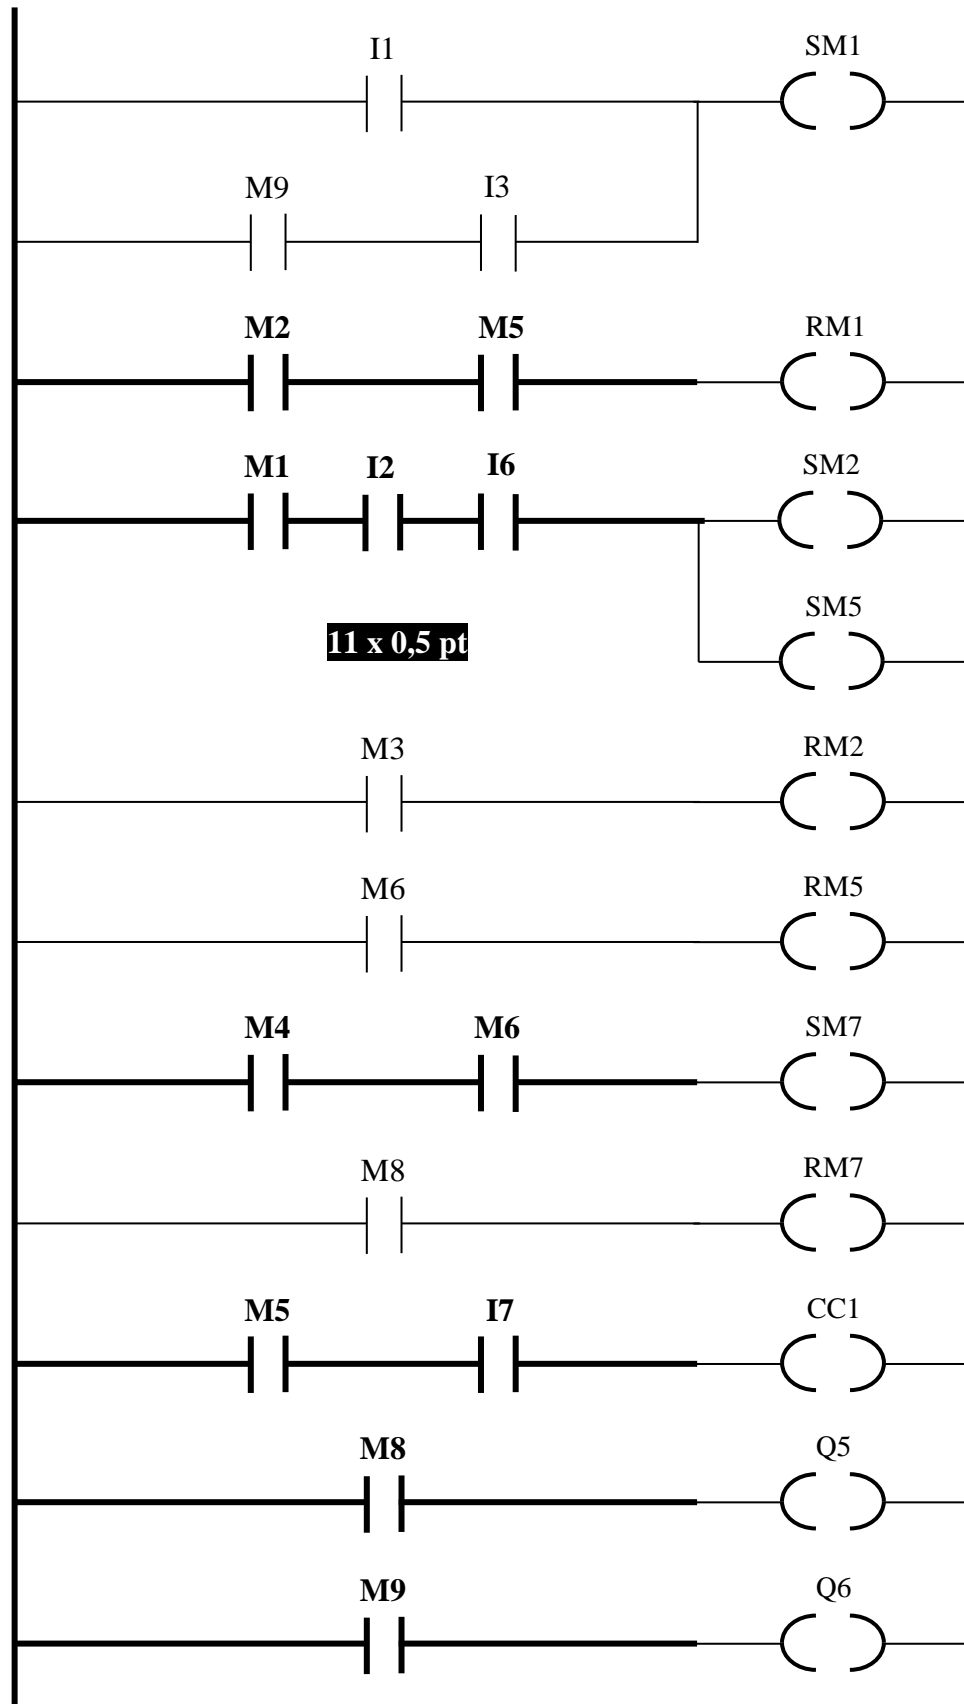 I1 SM1
M9 I3
M2 M5 RM1
M1 I2 I6 SM2
SM5
11 x 0,5 pt
M3 RM2
M6 RM5
M4 M6 SM7
M8 RM7
M5 I7 CC1
M8 Q5
M9 Q6